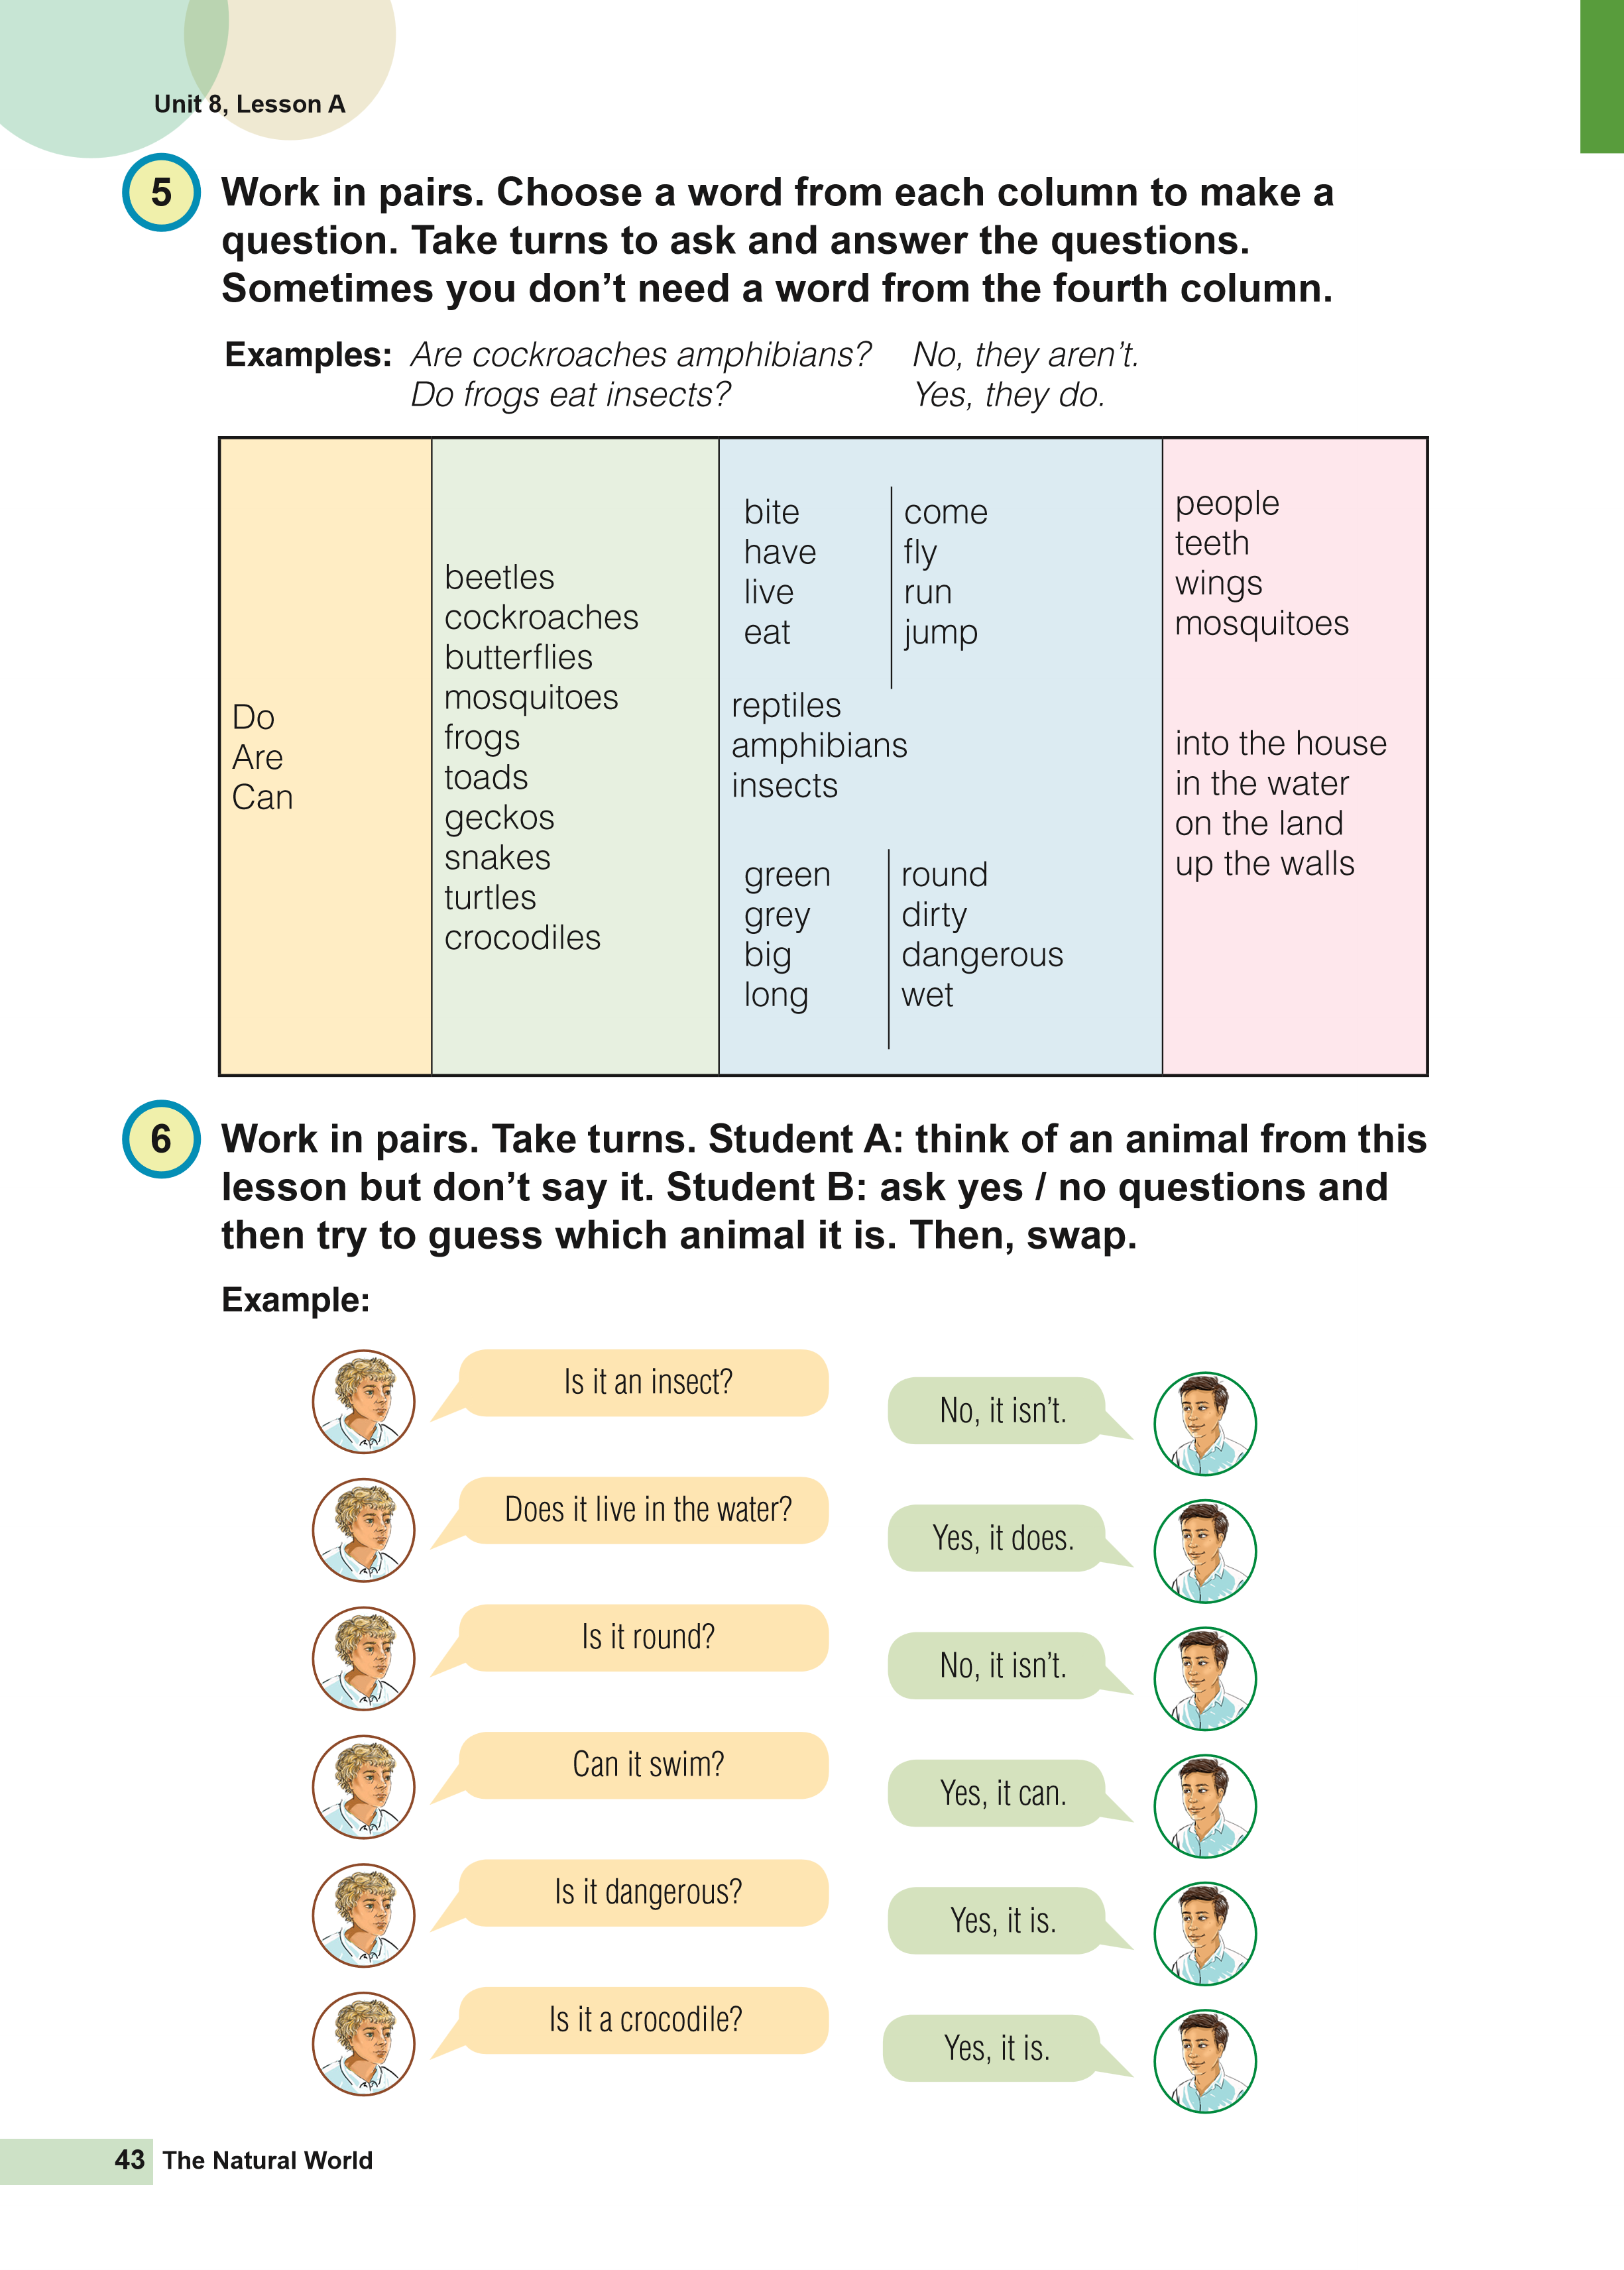 Unit 8, Lesson A
5 Work in pairs. Choose a word from each column to make a
question. Take turns to ask and answer the questions.
Sometimes you don’t need a word from the fourth column.
Examples: Are cockroaches amphibians? No, they aren’t.
Do frogs eat insects? Yes, they do.
Do
Are
Can
beetles
cockroaches
butterflies
mosquitoes
frogs
toads
geckos
snakes
turtles
crocodiles
bite
have
live
eat
come
fly
run
jump
reptiles
amphibians
insects
green
grey
big
long
round
dirty
dangerous
wet
people
teeth
wings
mosquitoes
into the house
in the water
on the land
up the walls
6 Work in pairs. Take turns. Student A: think of an animal from this
lesson but don’t say it. Student B: ask yes / no questions and
then try to guess which animal it is. Then, swap.
Example:
Is it an insect?
No, it isn’t.
Does it live in the water?
Yes, it does.
Is it round?
No, it isn’t.
Can it swim?
Yes, it can.
Is it dangerous?
Yes, it is.
Is it a crocodile?
Yes, it is.
43 The Natural World